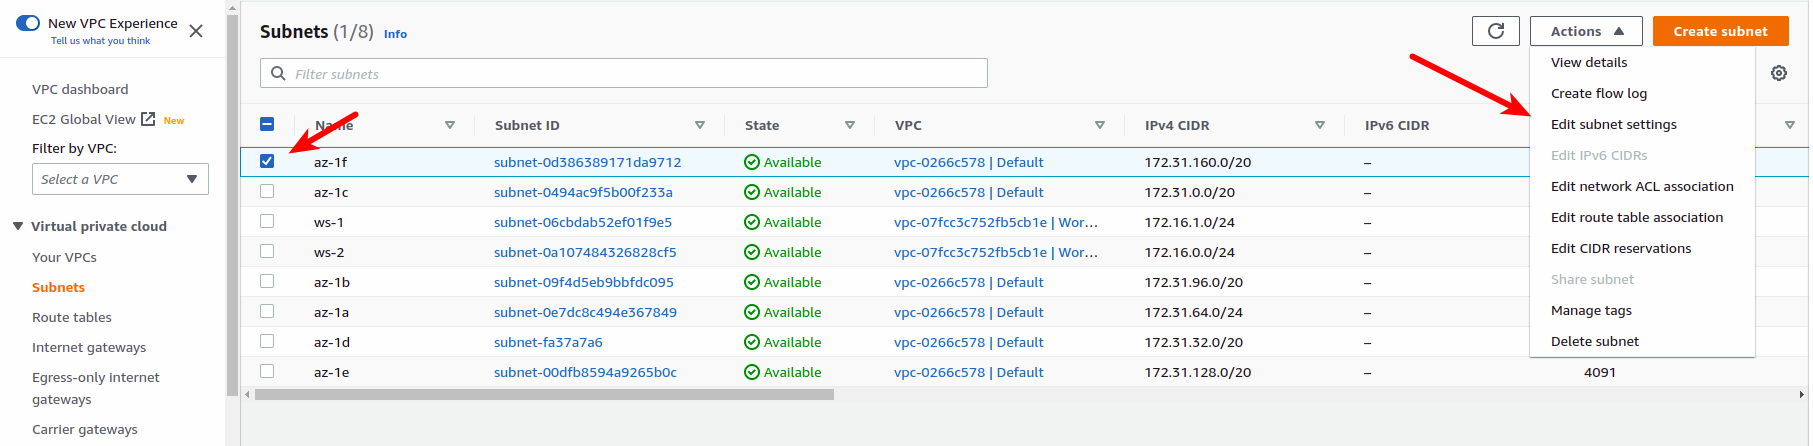 New VPC Experience
Tell us what you think
VPC dashboard
EC2 Global View New
Filter by VPC:
Select a VPC
Virtual private cloud
Your VPCs
Subnets
Route tables
Internet gateways
Egress-only internet
gateways
Carrier gateways
Subnets (1/8) Info
Actions
Create subnet
Filter subnets
Name Subnet ID State VPC IPv4 CIDR IPv6 CIDR
az-1f subnet-0d386389171da9712 Available vpc-0266c578 | Default 172.31.160.0/20 –
az-1c subnet-0494ac9f5b00f233a Available vpc-0266c578 | Default 172.31.0.0/20 –
ws-1 subnet-06cbdab52ef01f9e5 Available vpc-07fcc3c752fb5cb1e | Wor... 172.16.1.0/24 –
ws-2 subnet-0a107484326828cf5 Available vpc-07fcc3c752fb5cb1e | Wor... 172.16.0.0/24 –
az-1b subnet-09f4d5eb9bbfdc095 Available vpc-0266c578 | Default 172.31.96.0/20 –
az-1a subnet-0e7dc8c494e367849 Available vpc-0266c578 | Default 172.31.64.0/24 –
az-1d subnet-fa37a7a6 Available vpc-0266c578 | Default 172.31.32.0/20 –
az-1e subnet-00dfb8594a9265b0c Available vpc-0266c578 | Default 172.31.128.0/20 – 4091
View details
Create flow log
Edit subnet settings
Edit IPv6 CIDRs
Edit network ACL association
Edit route table association
Edit CIDR reservations
Share subnet
Manage tags
Delete subnet